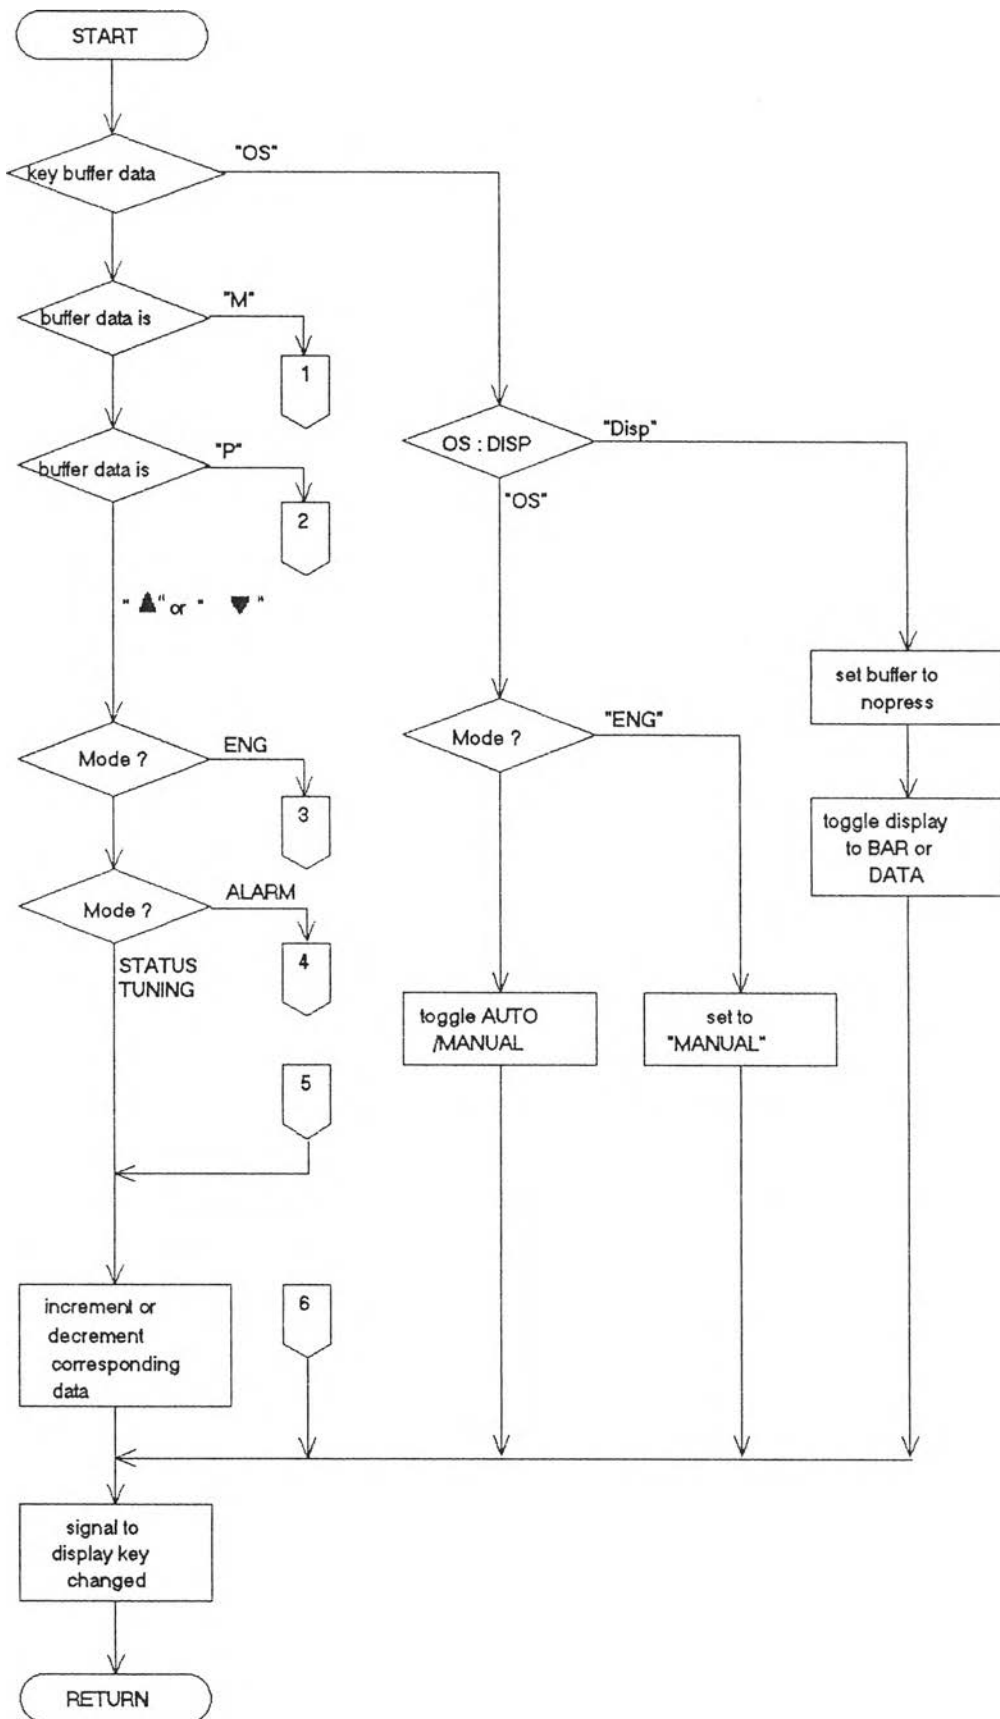 START
key buffer data
"OS"
buffer data is
"M"
1
buffer data is
"P"
2
OS : DISP
"Disp"
"OS"
" ▲" or " ▼ "
set buffer to
nopress
Mode ?
ENG
3
Mode ?
"ENG"
toggle display
to BAR or
DATA
Mode ?
ALARM
4
STATUS
TUNING
toggle AUTO
/MANUAL
set to
"MANUAL"
5
increment or
decrement
corresponding
data
6
signal to
display key
changed
RETURN